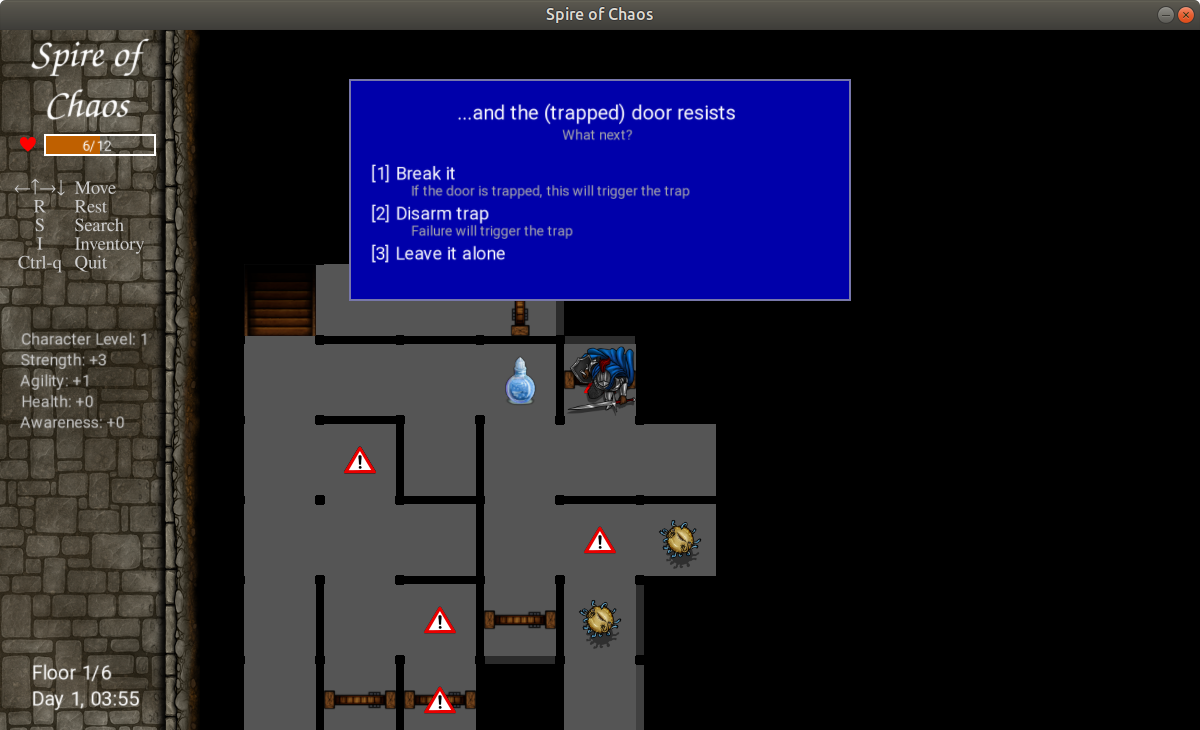 Spire of Chaos
Spire of
Chaos
6/12
←↑→↓ Move
R Rest
S Search
I Inventory
Ctrl-q Quit
Character Level: 1
Strength: +3
Agility: +1
Health: +0
Awareness: +0
Floor 1/6
Day 1, 03:55
...and the (trapped) door resists
What next?
[1] Break it
If the door is trapped, this will trigger the trap
[2] Disarm trap
Failure will trigger the trap
[3] Leave it alone
!
!
!
!